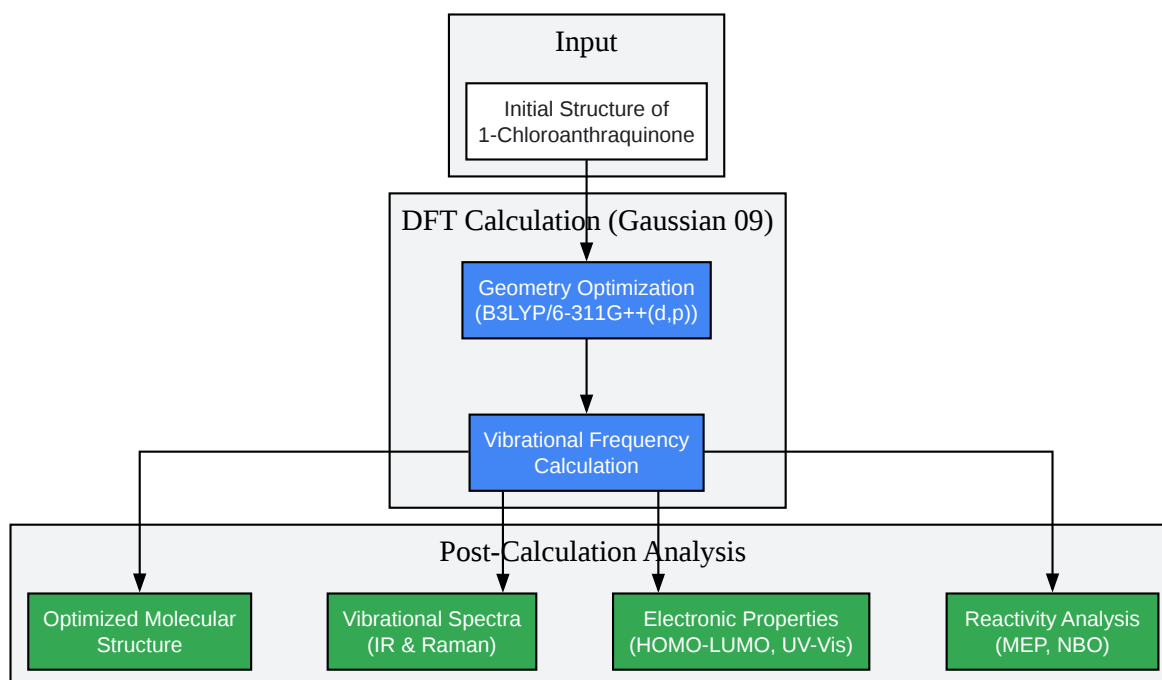 Input
Initial Structure of
1-Chloroanthraquinone
DFT Calculation (Gaussian 09)
Geometry Optimization
(B3LYP/6-311G++(d,p))
Vibrational Frequency
Calculation
Post-Calculation Analysis
Optimized Molecular
Structure
Vibrational Spectra
(IR & Raman)
Electronic Properties
(HOMO-LUMO, UV-Vis)
Reactivity Analysis
(MEP, NBO)